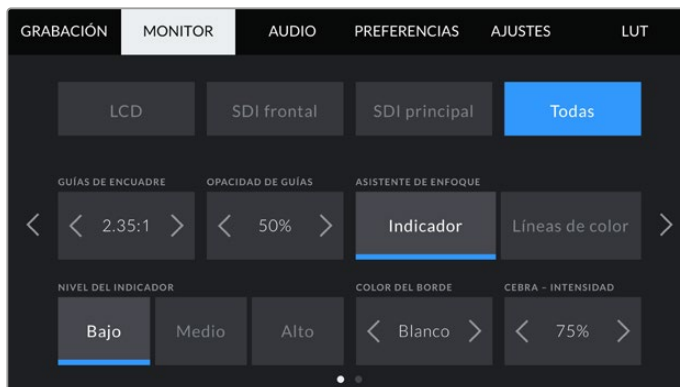 GRABACIÓN MONITOR AUDIO PREFERENCIAS AJUSTES LUT
LCD SDI frontal SDI principal Todas
GUÍAS DE ENCUADRE OPACIDAD DE GUÍAS ASISTENTE DE ENFOQUE
2.35:1 50% Indicador Líneas de color
NIVEL DEL INDICADOR COLOR DEL BORDE CEBRA – INTENSIDAD
Bajo Medio Alto Blanco 75%